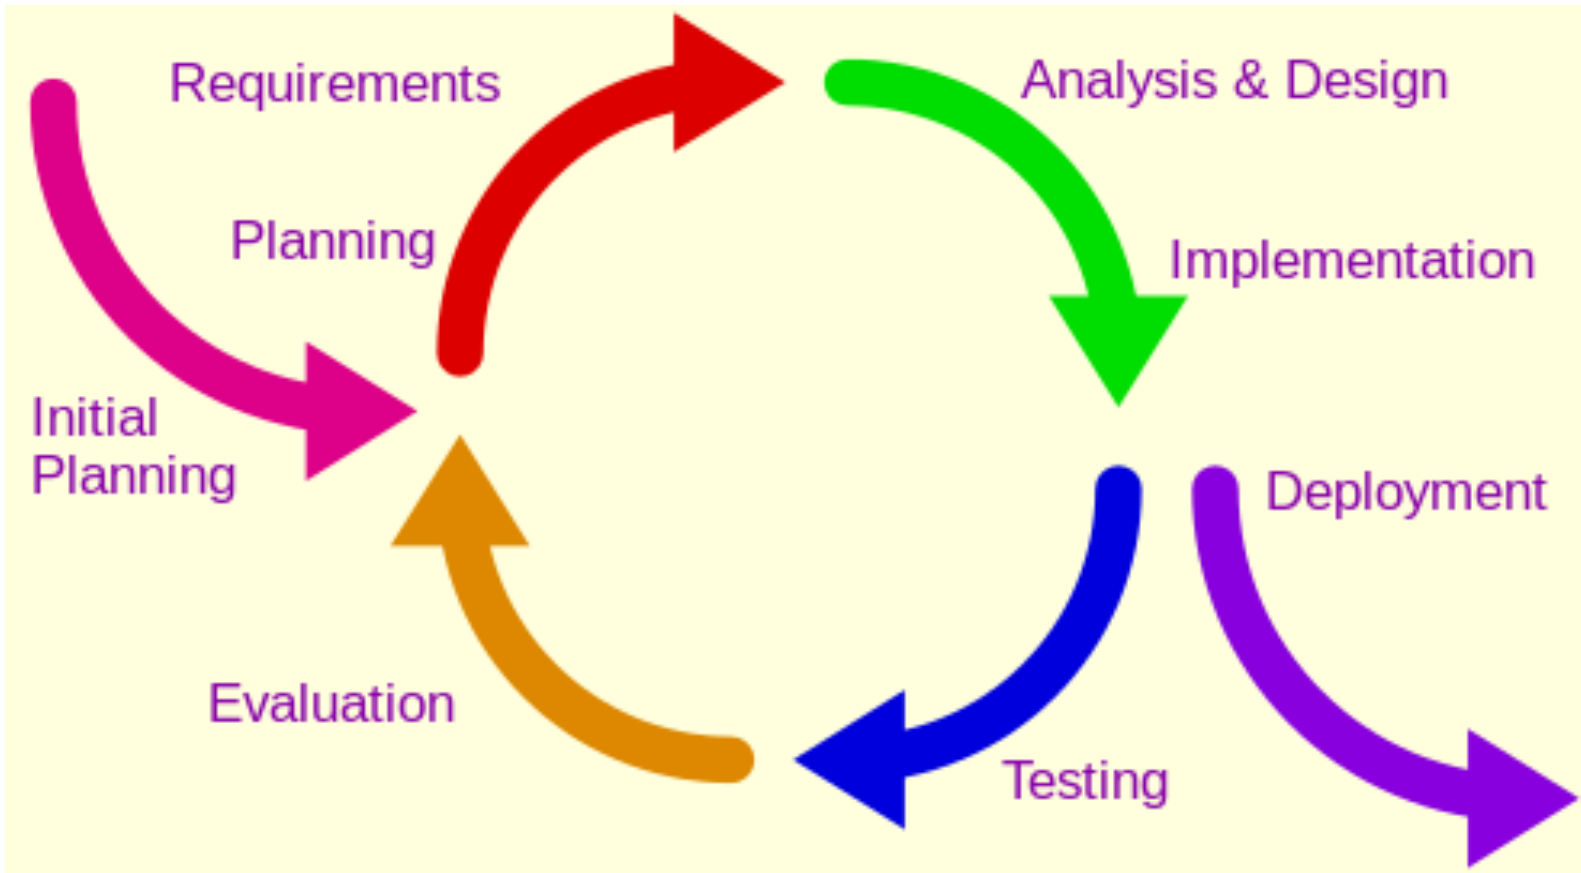 Requirements
Analysis & Design
Planning
Implementation
Initial
Planning
Deployment
Evaluation
Testing